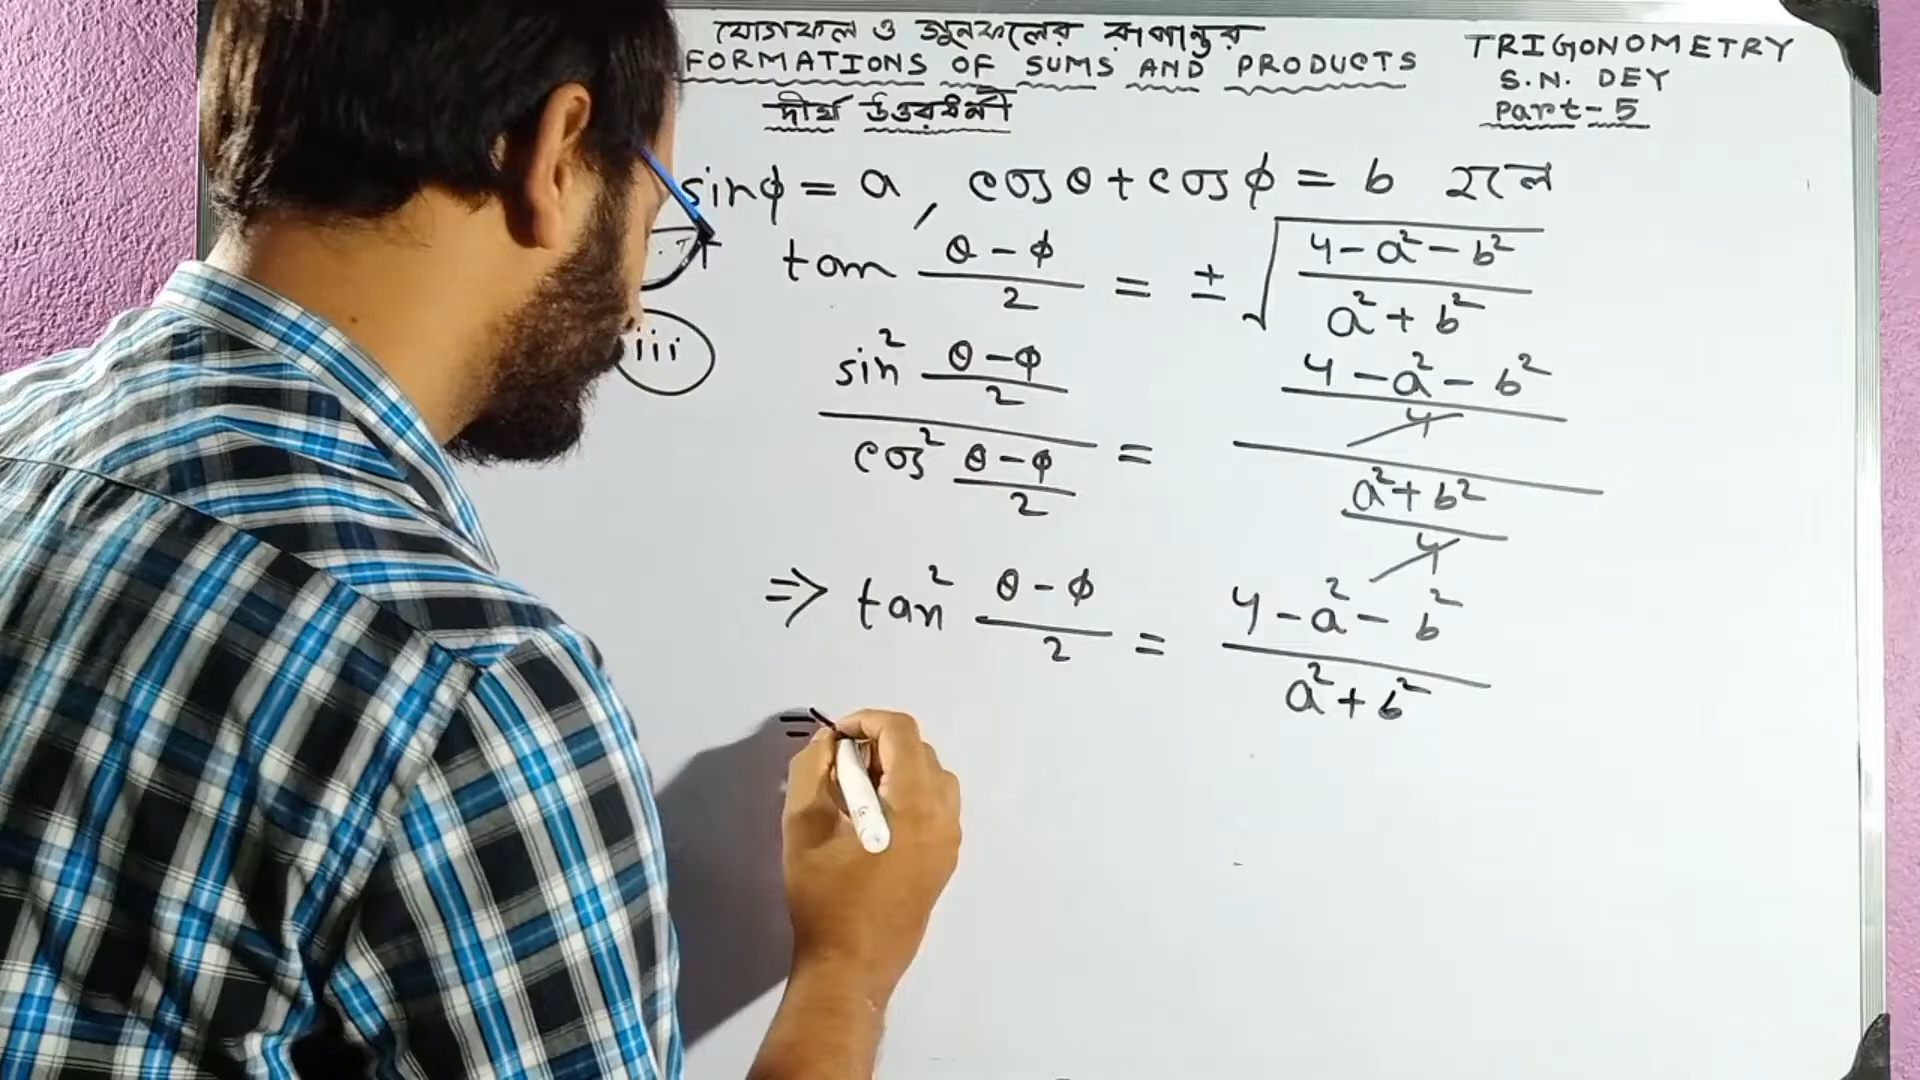 যোগফল ও গুনফলের রূপান্তর
FORMATIONS OF SUMS AND PRODUCTS
TRIGONOMETRY
S.N. DEY
Part-5
দীর্ঘ উত্তরধর্মী
sinϕ = a, cosθ + cosϕ = b হলে
tan (θ - ϕ)/2 = ± √((4 - a² - b²)/(a² + b²))
iii
(sin² (θ - ϕ)/2)/(cos² (θ - ϕ)/2) = ((4 - a² - b²)/4)/((a² + b²)/4)
⇒ tan² (θ - ϕ)/2 = (4 - a² - b²)/(a² + b²)